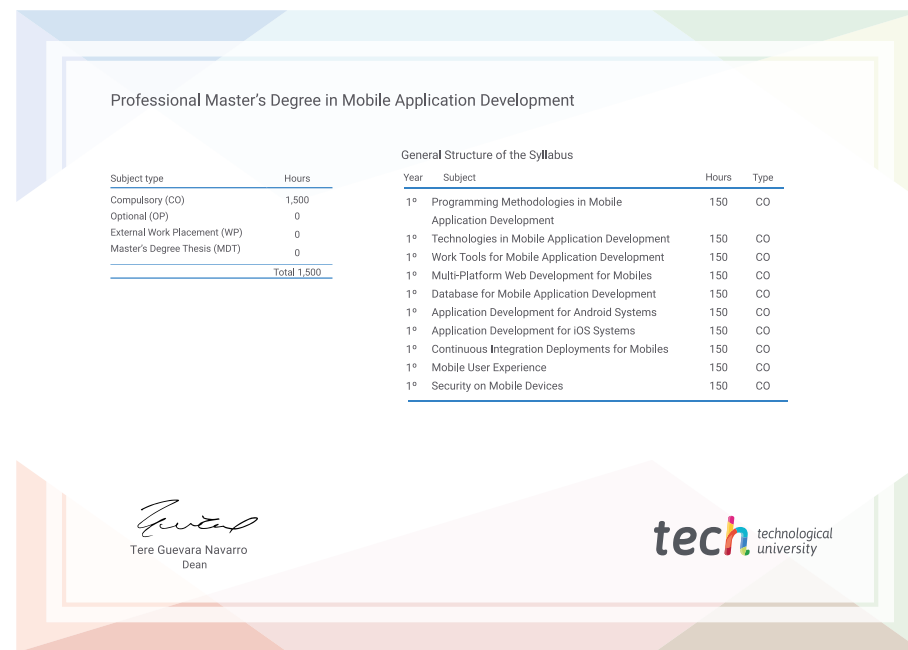 Professional Master's Degree in Mobile Application Development
Subject type Hours
Compulsory (CO) 1,500
Optional (OP) 0
External Work Placement (WP) 0
Master's Degree Thesis (MDT) 0
Total 1,500
General Structure of the Syllabus
Year Subject Hours Type
1º Programming Methodologies in Mobile 150 CO
Application Development
1º Technologies in Mobile Application Development 150 CO
1º Work Tools for Mobile Application Development 150 CO
1º Multi-Platform Web Development for Mobiles 150 CO
1º Database for Mobile Application Development 150 CO
1º Application Development for Android Systems 150 CO
1º Application Development for iOS Systems 150 CO
1º Continuous Integration Deployments for Mobiles 150 CO
1º Mobile User Experience 150 CO
1º Security on Mobile Devices 150 CO
Tere Guevara Navarro
Dean
tech technological
university